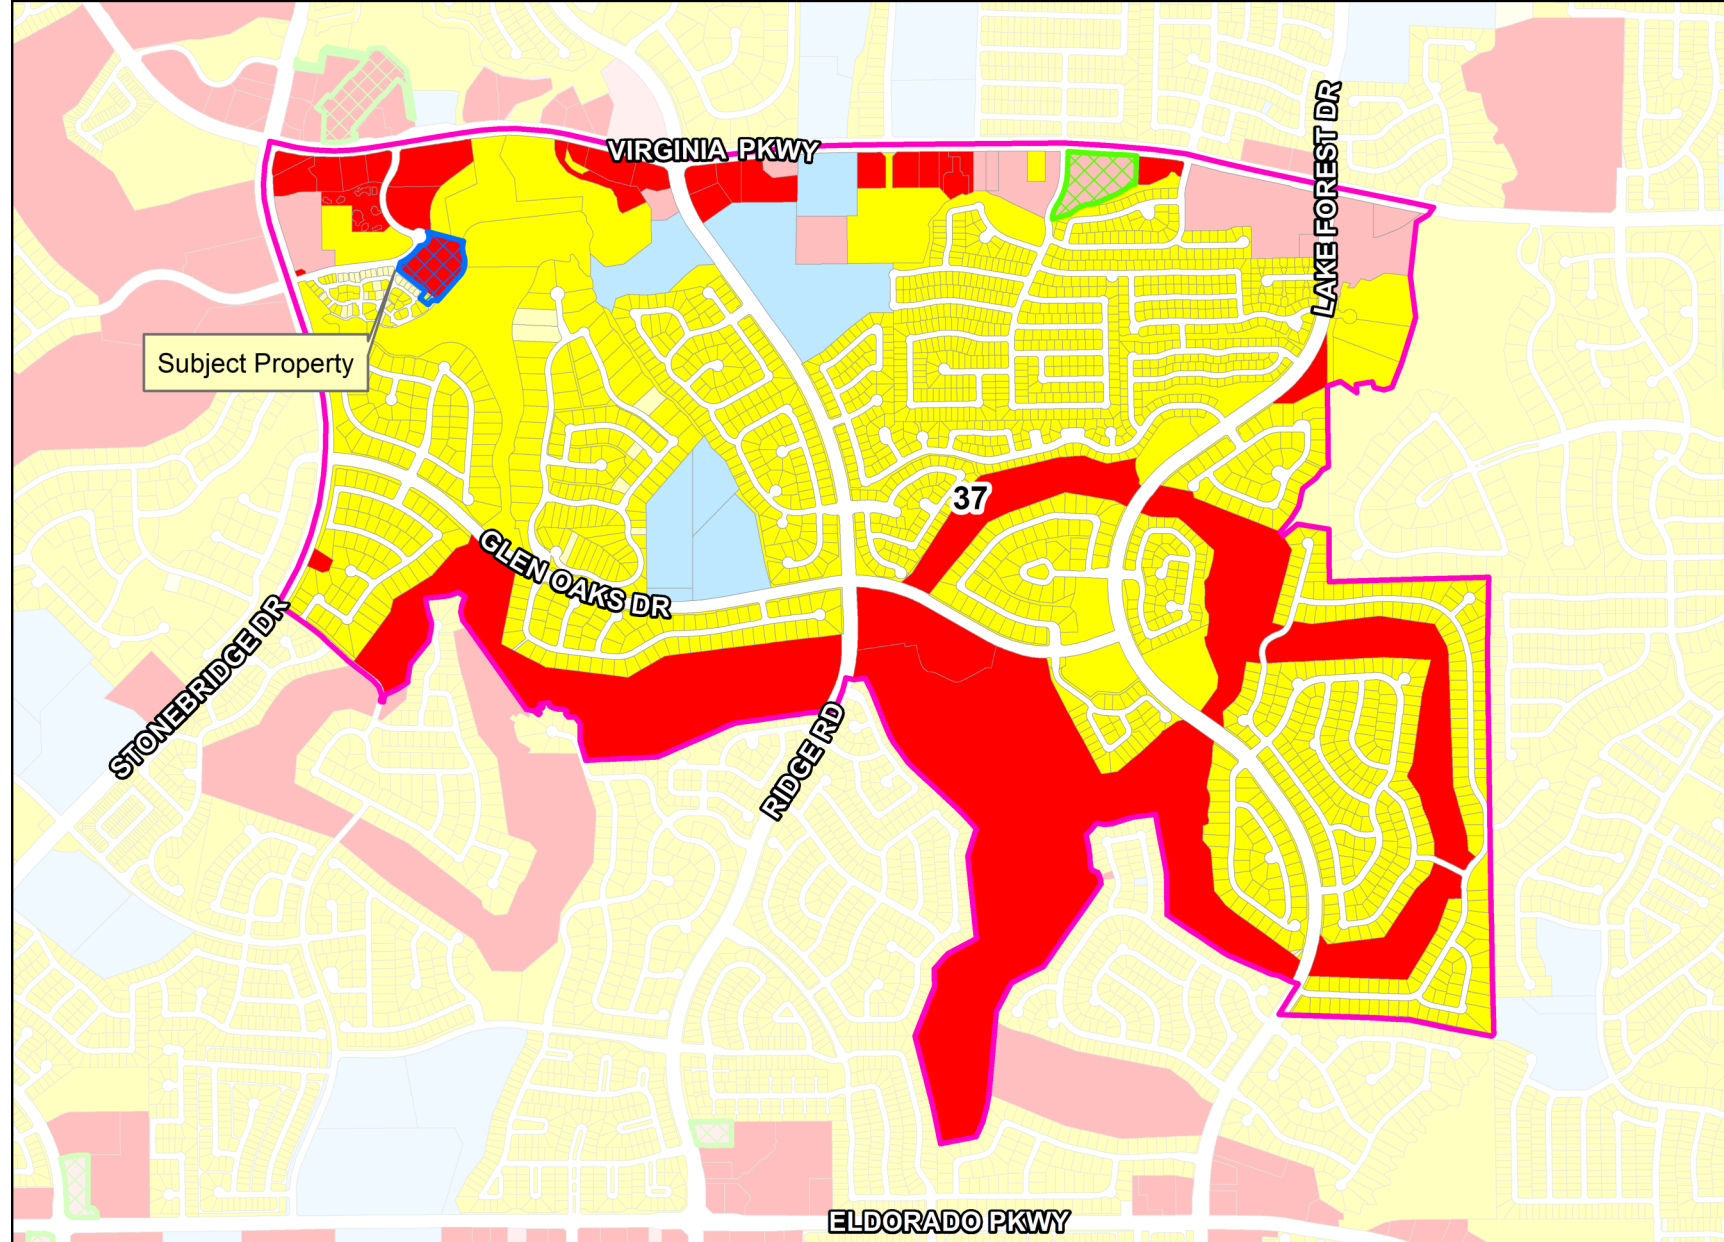 VIRGINIA PKWY
LAKE FOREST DR
Subject Property
37
GLEN OAKS DR
STONEBRIDGE DR
RIDGE RD
ELDORADO PKWY